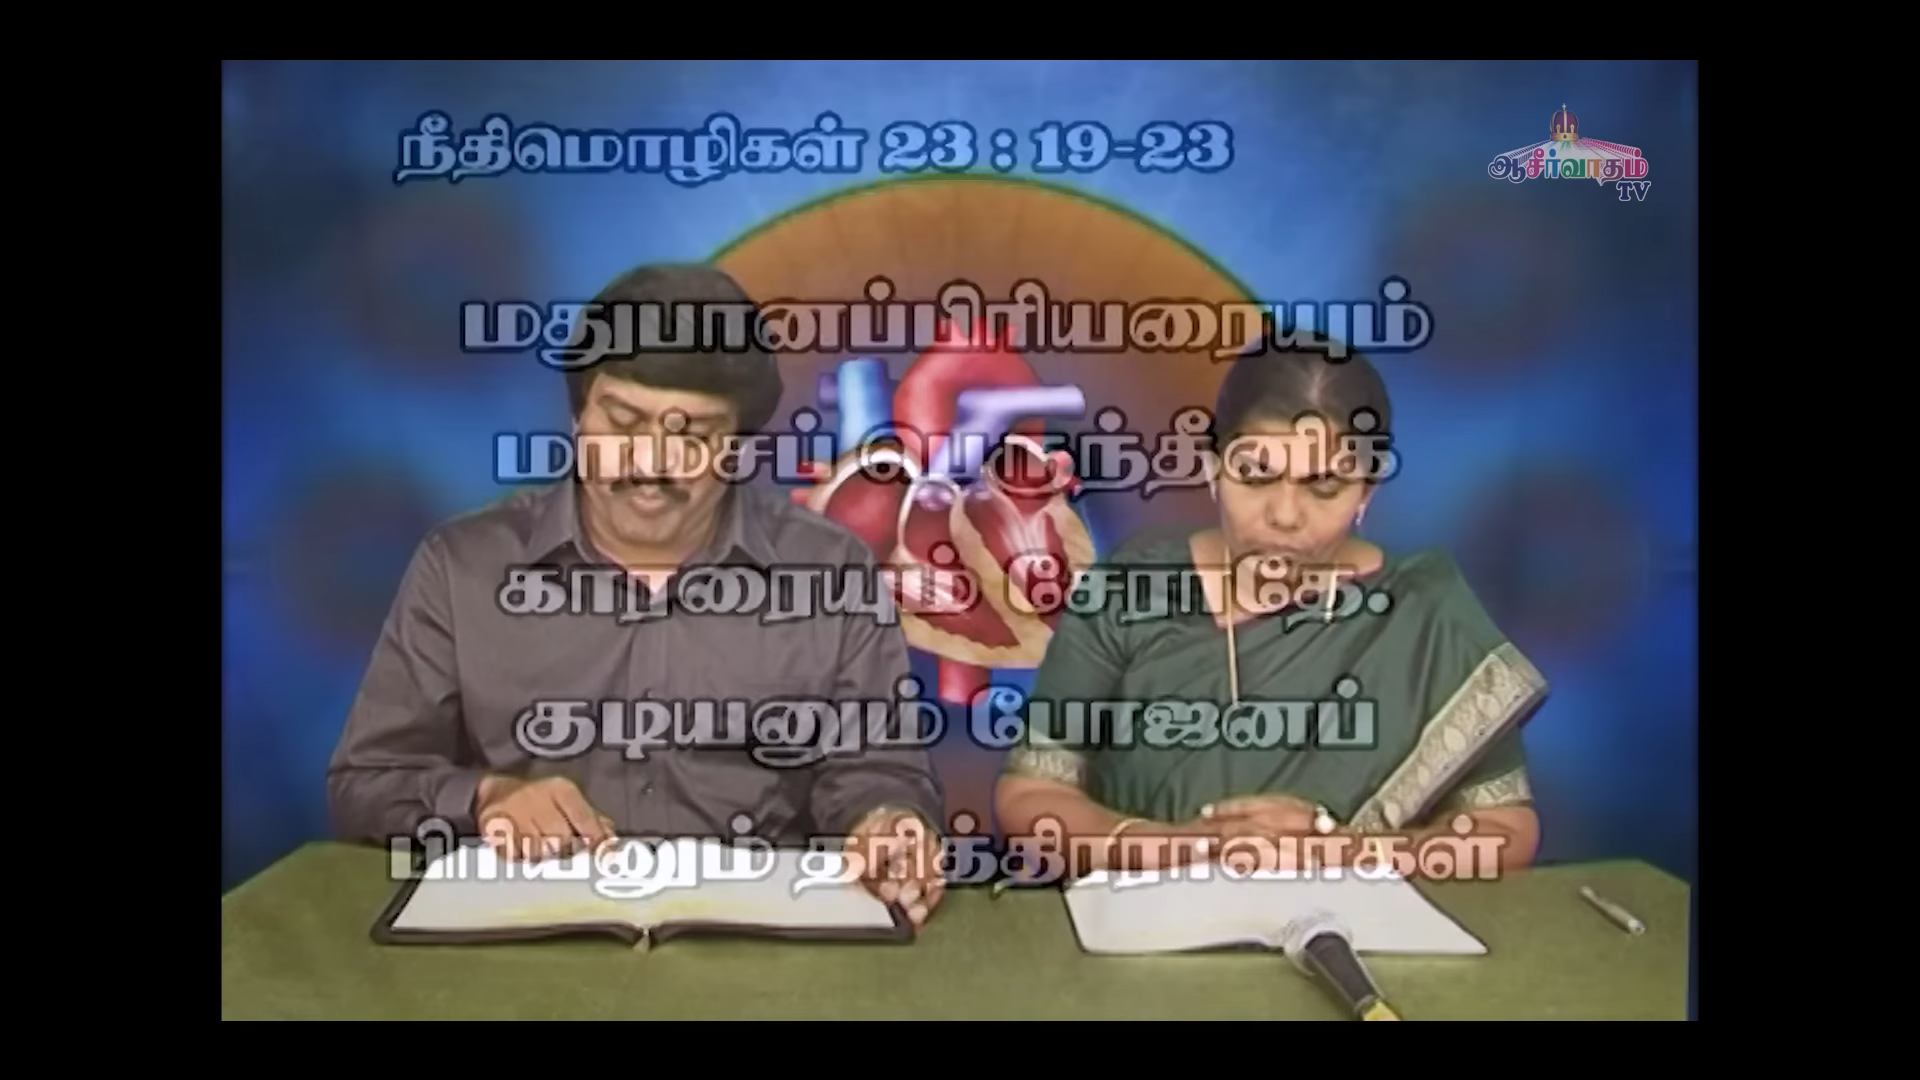 நீதிமொழிகள் 23 : 19-23
ஆசீர்வாதம்
TV
மதுபானப்பிரியரையும்
மாம்சப் பெருந்தீனிக்
காரரையும் சேராதே.
குடியனும் போஜனப்
பிரியனும் தரித்திரராவார்கள்